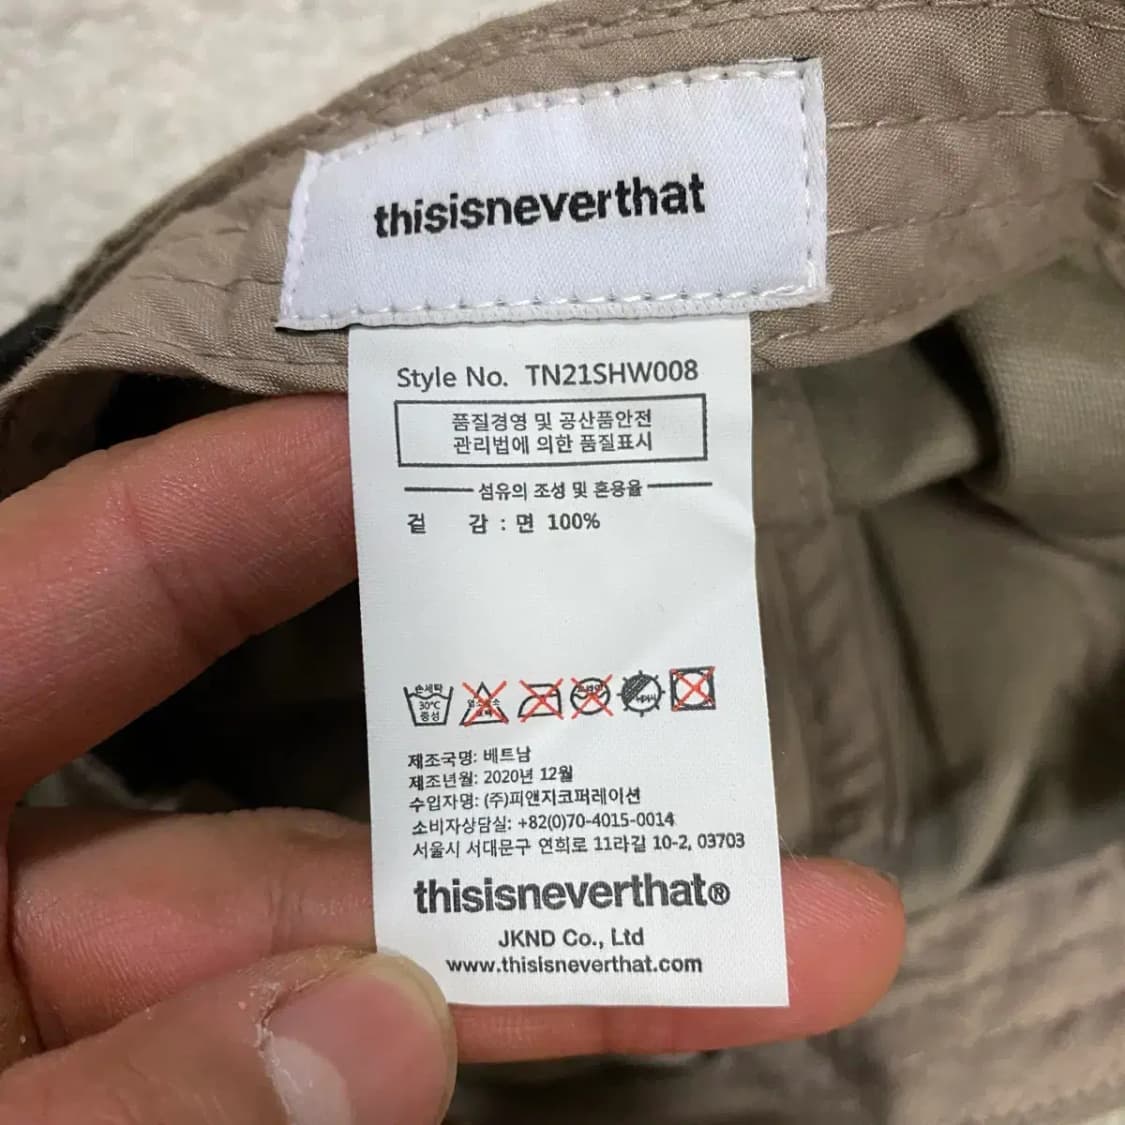 thisisneverthat
Style No. TN21SHW008
품질경영 및 공산품안전
관리법에 의한 품질표시
섬유의 조성 및 혼용율
겉 감 : 면 100%
손세탁
30℃
중성
제조국명: 베트남
제조년월: 2020년 12월
수입자명: (주)피앤지코퍼레이션
소비자상담실: +82(0)70-4015-0014
서울시 서대문구 연희로 11라길 10-2, 03703
thisisneverthat®
JKND Co., Ltd
www.thisisneverthat.com